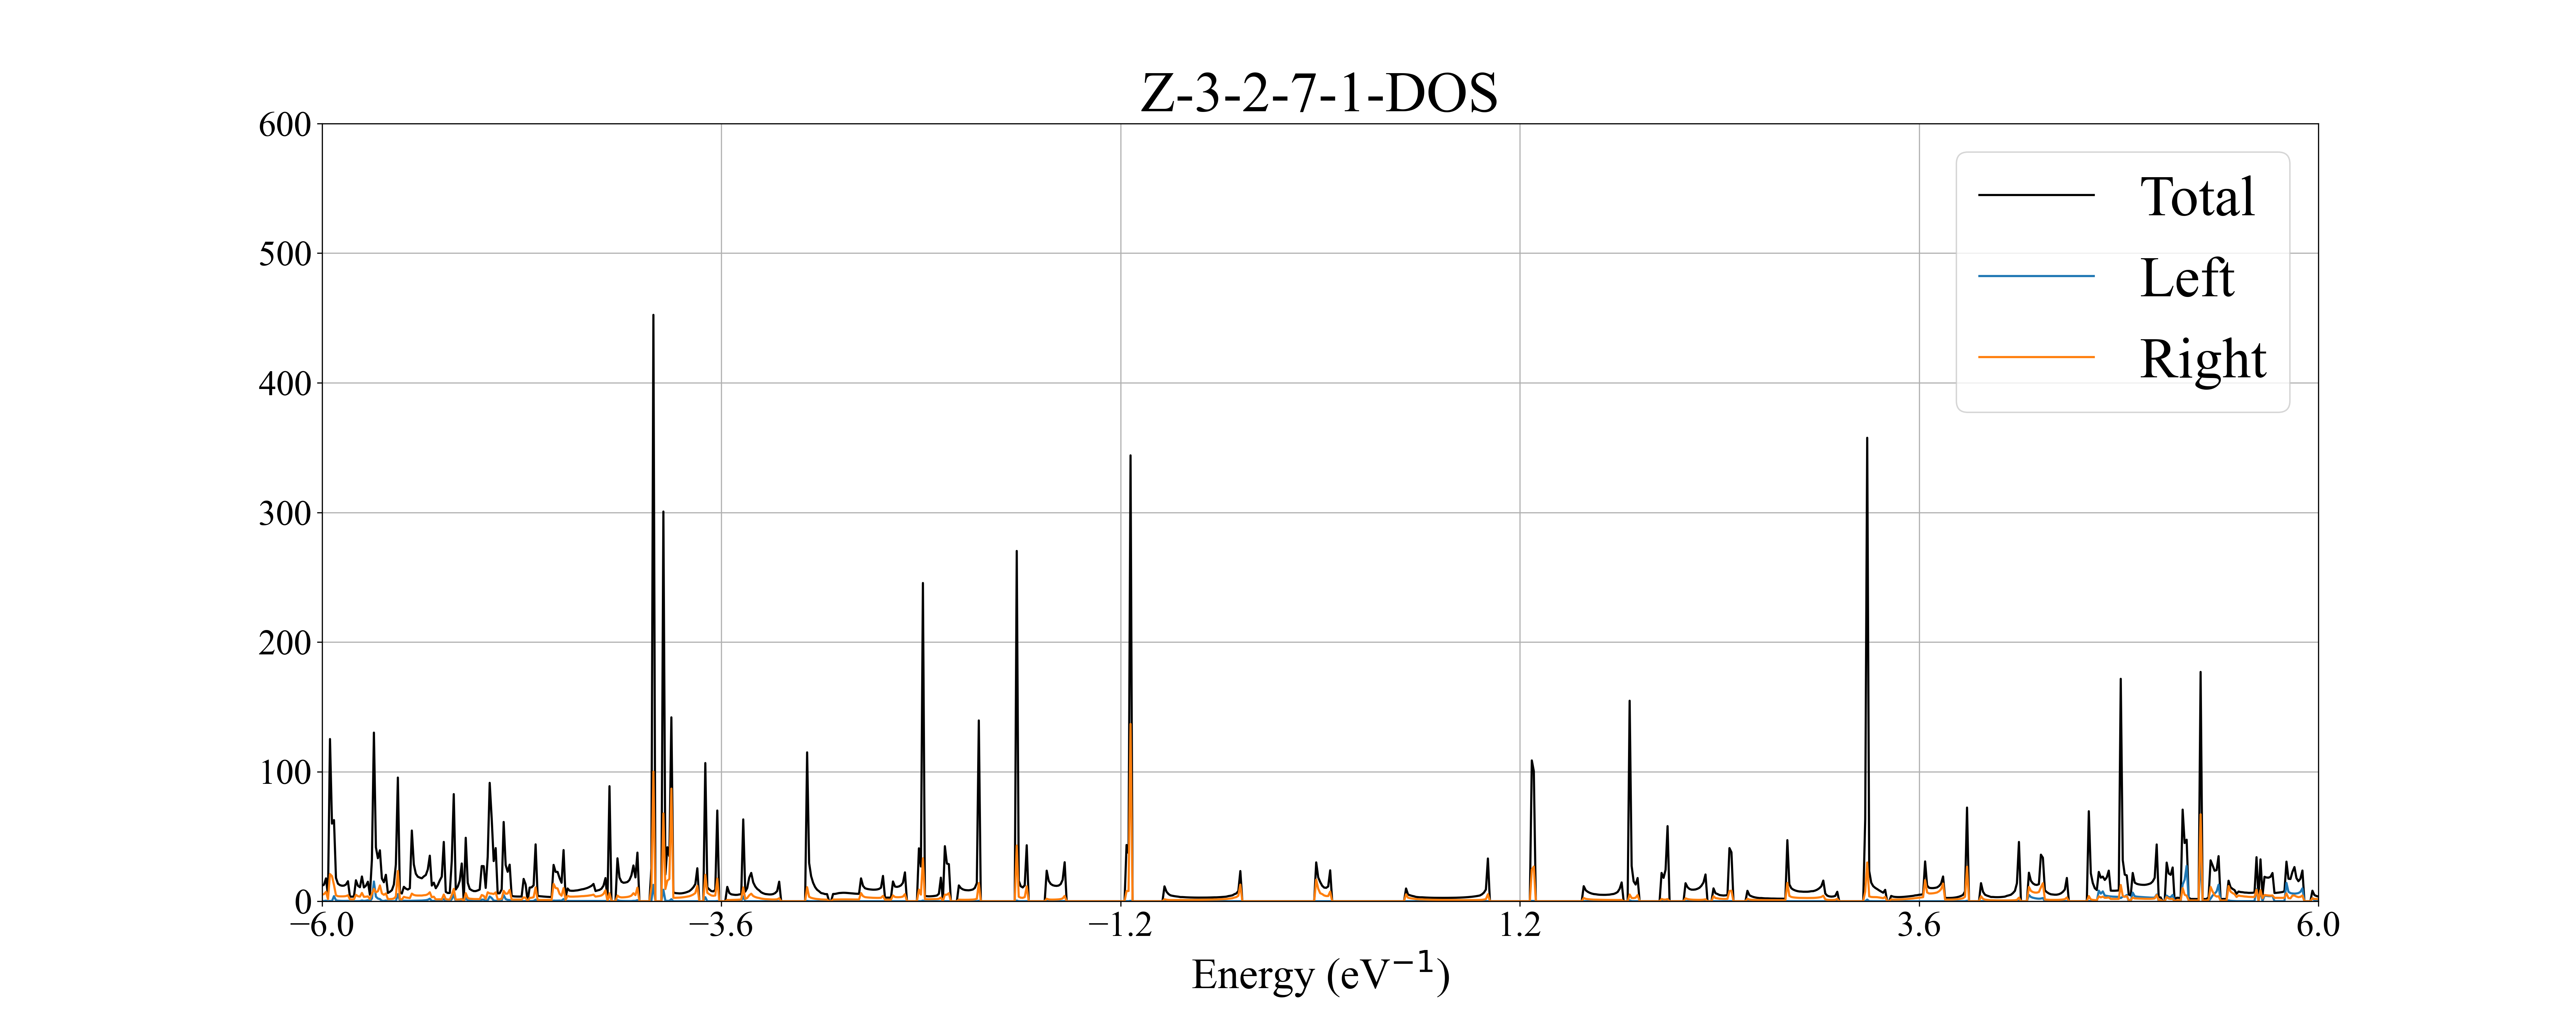 Z-3-2-7-1-DOS
600
500
400
300
200
100
0
Total
Left
Right
−6.0 −3.6 −1.2 1.2 3.6 6.0
Energy (eV⁻¹)